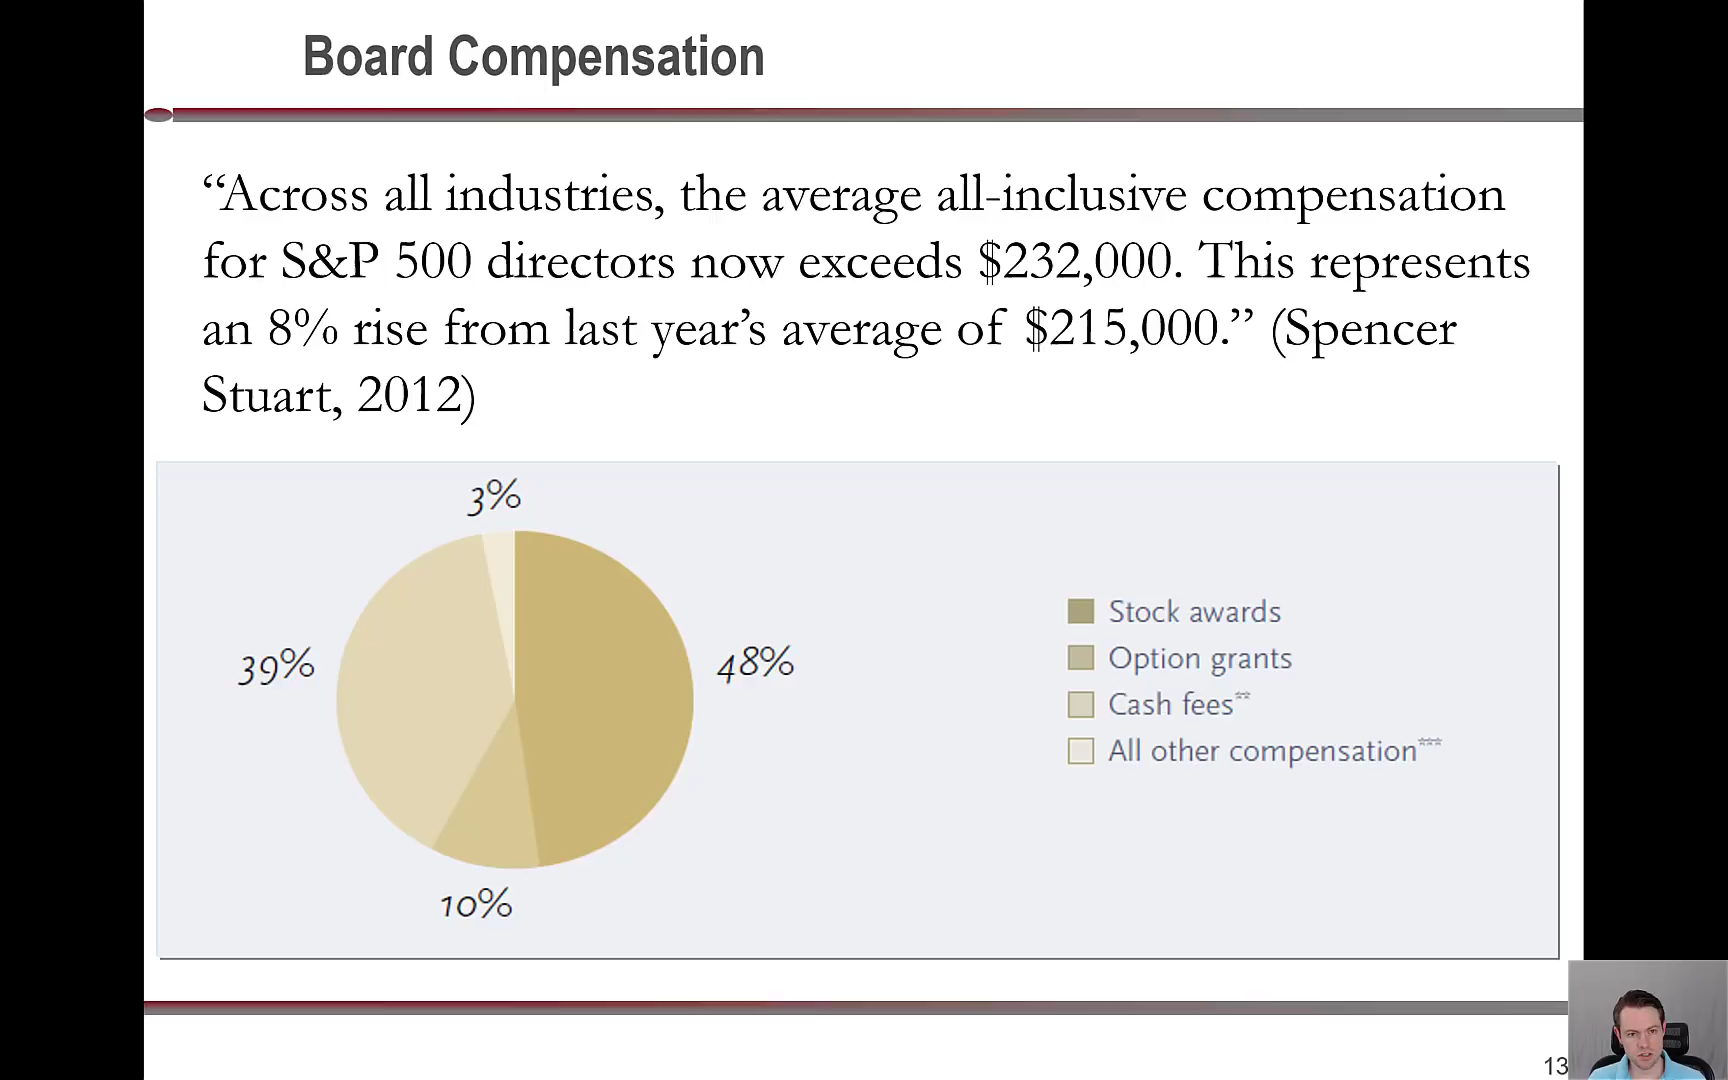 Board Compensation
“Across all industries, the average all-inclusive compensation
for S&P 500 directors now exceeds $232,000. This represents
an 8% rise from last year’s average of $215,000.” (Spencer
Stuart, 2012)
3%
39%
48%
10%
Stock awards
Option grants
Cash fees**
All other compensation***
13